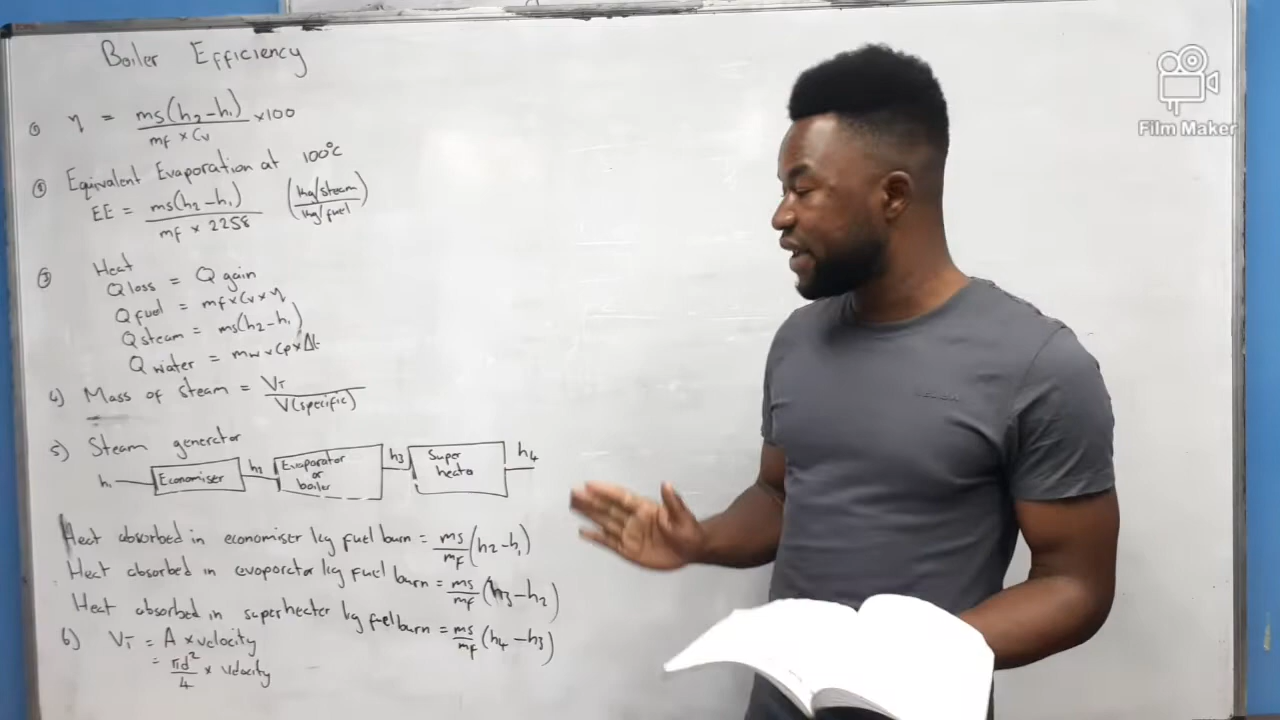 Boiler Efficiency
① η = ms(h2-h1)/mf × Cv ×100
② Equivalent Evaporation at 100°C
EE = ms(h2-h1)/mf × 2258 (kg/steam/kg/fuel)
③ Heat
Q loss = Q gain
Q fuel = mf×Cv×η
Q steam = ms(h2-h1)
Q water = mw×Cp×Δt
4) Mass of steam = VT/V(specific)
5) Steam generator
h1 Economiser h2 Evaporator or boiler h3 Super heater h4
Heat absorbed in economiser kg fuel burn = ms/mf (h2-h1)
Heat absorbed in evaporator kg fuel burn = ms/mf (h3-h2)
Heat absorbed in superheater kg fuel burn = ms/mf (h4-h3)
6) VT = A × velocity
= πd²/4 × velocity
Film Maker